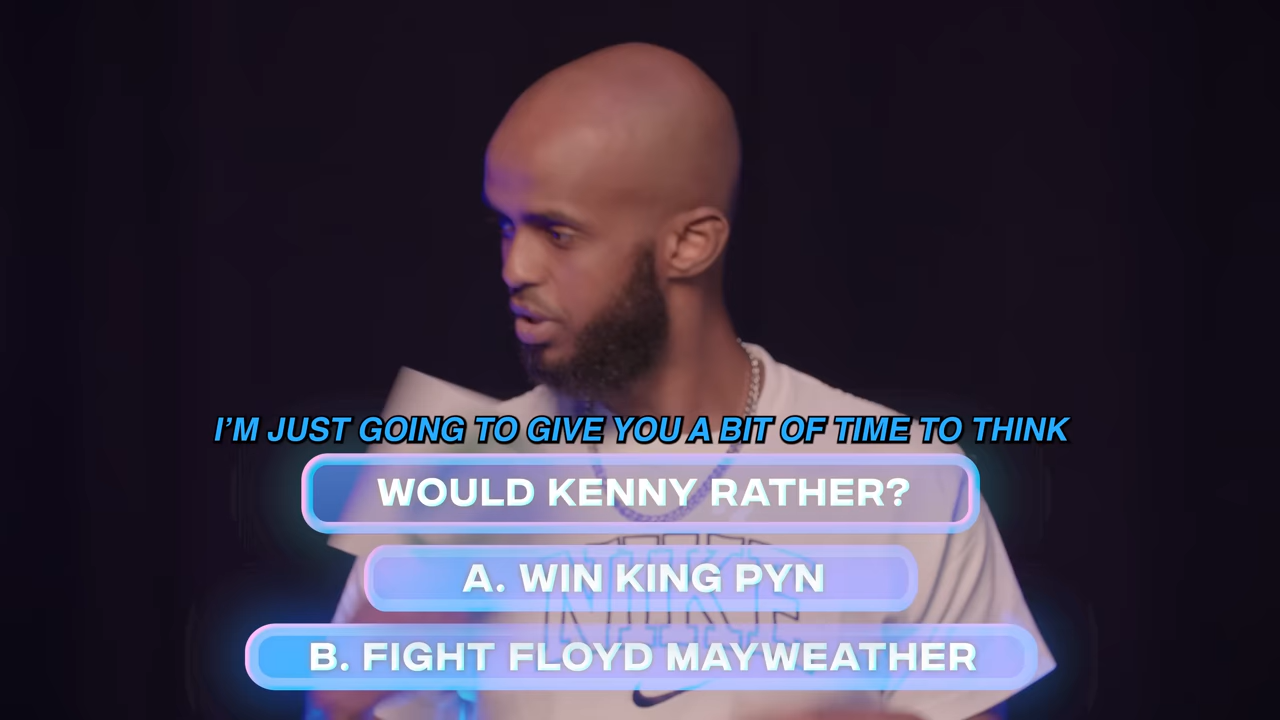 I'M JUST GOING TO GIVE YOU A BIT OF TIME TO THINK
WOULD KENNY RATHER?
A. WIN KING PYN
NIKE
B. FIGHT FLOYD MAYWEATHER